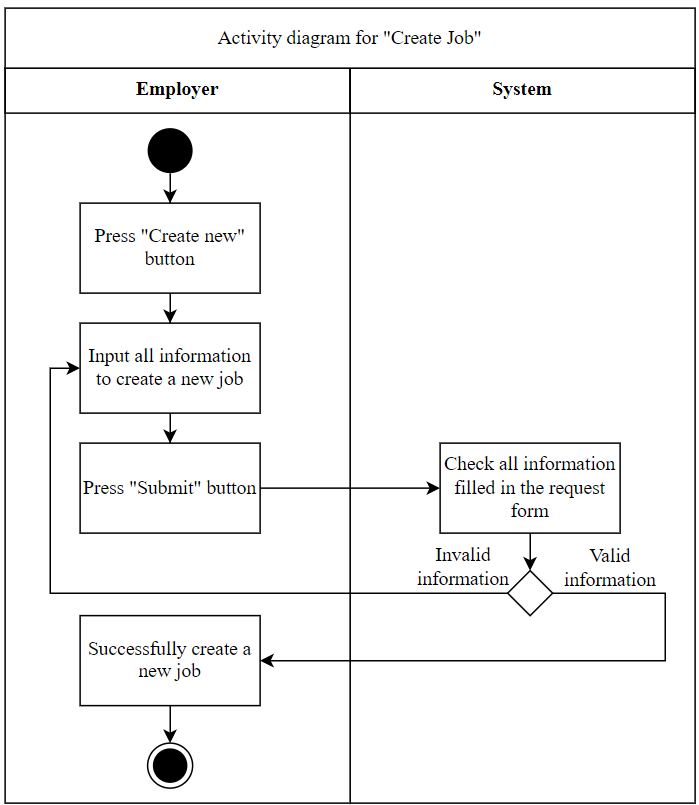 Activity diagram for "Create Job"
Employer
System
Press "Create new"
button
Input all information
to create a new job
Press "Submit" button
Check all information
filled in the request
form
Invalid
information
Valid
information
Successfully create a
new job